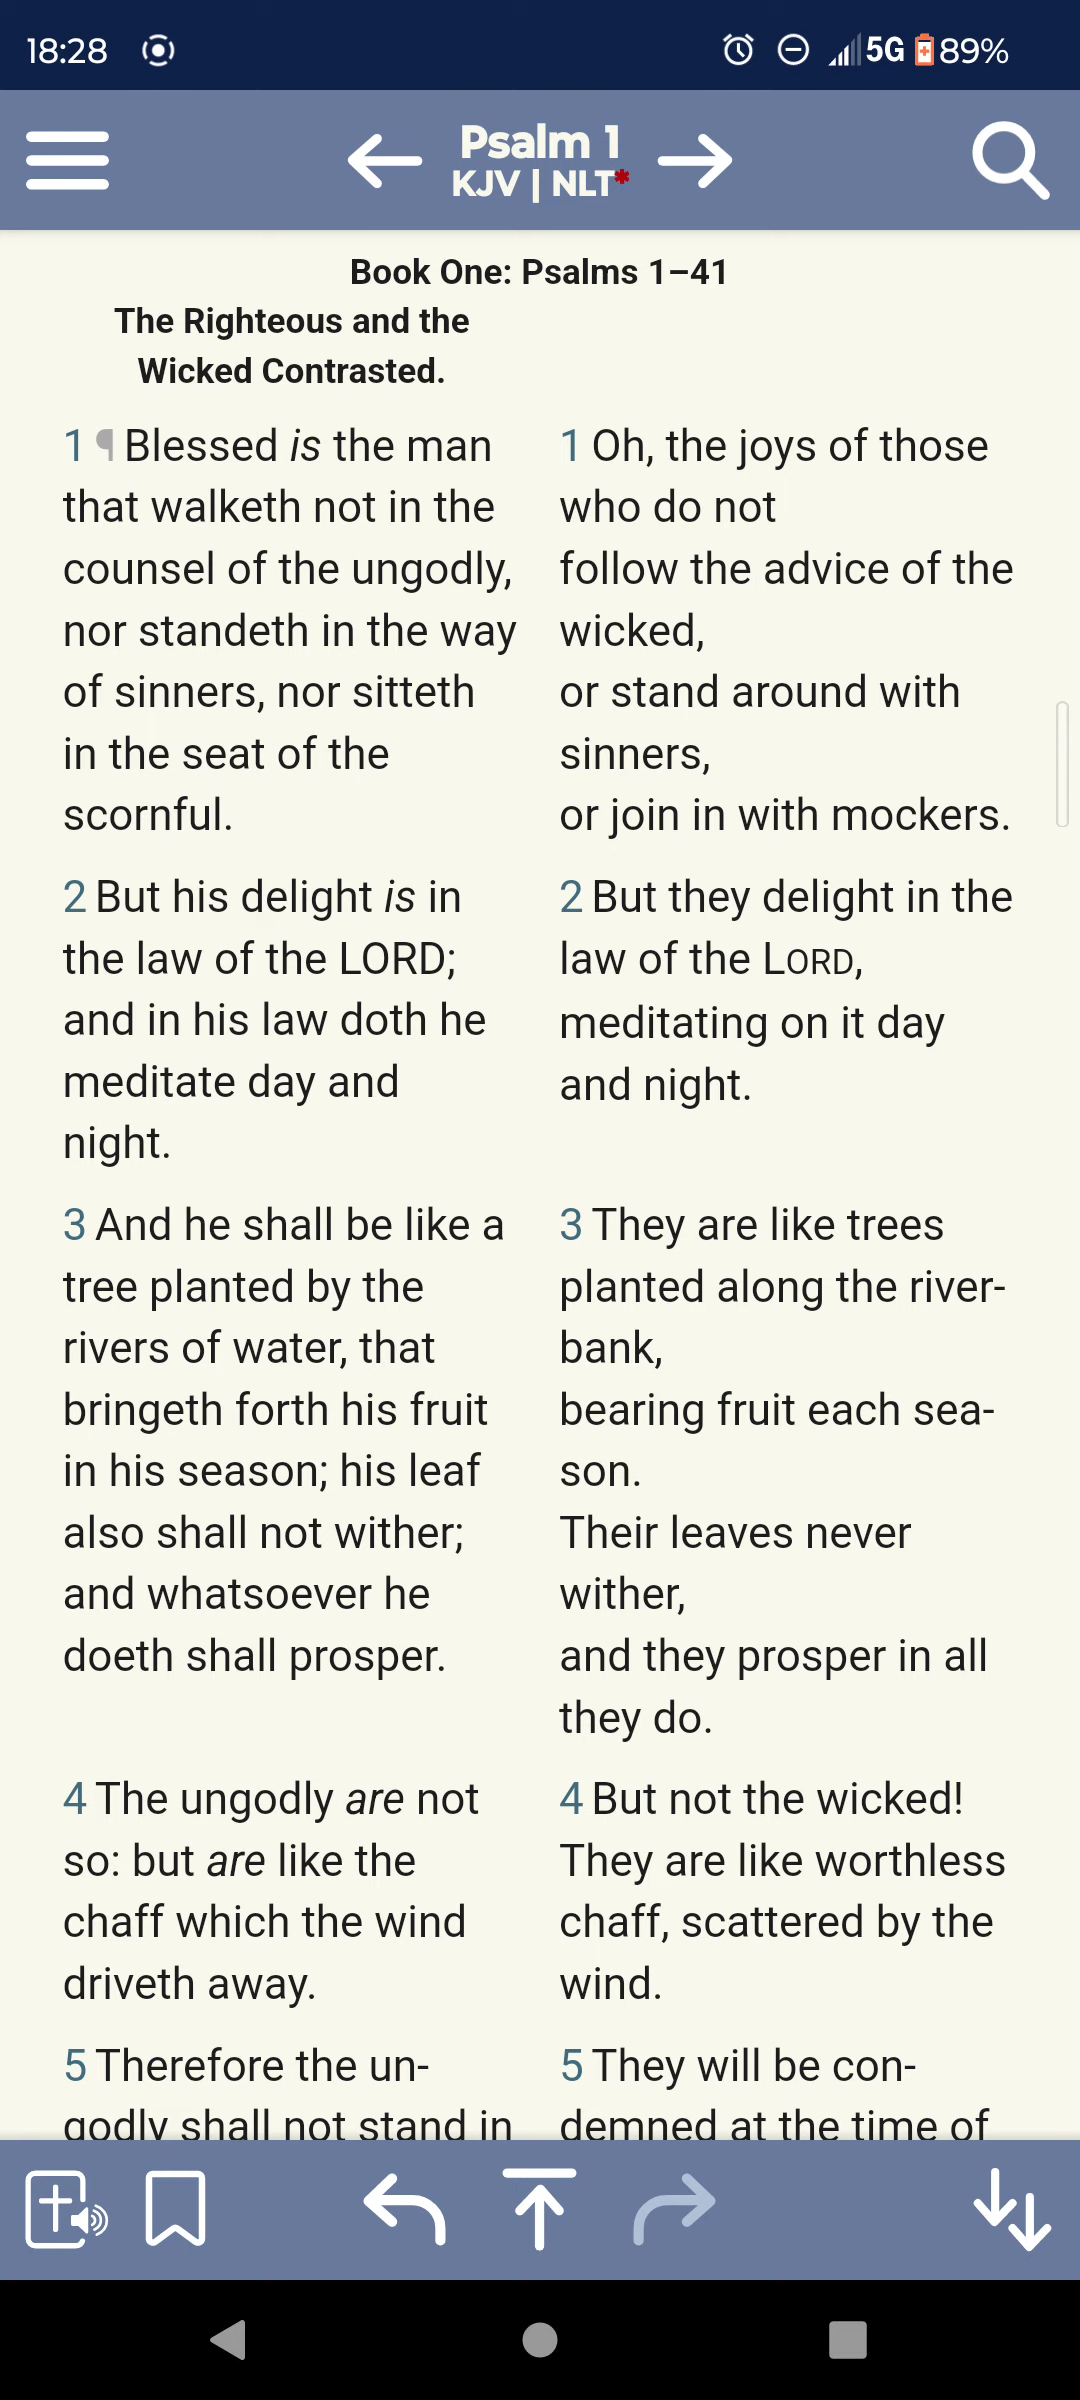 18:28
5G 89%
Psalm 1
KJV | NLT*
Book One: Psalms 1–41
The Righteous and the
Wicked Contrasted.
1 ¶ Blessed is the man
that walketh not in the
counsel of the ungodly,
nor standeth in the way
of sinners, nor sitteth
in the seat of the
scornful.
1 Oh, the joys of those
who do not
follow the advice of the
wicked,
or stand around with
sinners,
or join in with mockers.
2 But his delight is in
the law of the LORD;
and in his law doth he
meditate day and
night.
2 But they delight in the
law of the LORD,
meditating on it day
and night.
3 And he shall be like a
tree planted by the
rivers of water, that
bringeth forth his fruit
in his season; his leaf
also shall not wither;
and whatsoever he
doeth shall prosper.
3 They are like trees
planted along the river-
bank,
bearing fruit each sea-
son.
Their leaves never
wither,
and they prosper in all
they do.
4 The ungodly are not
so: but are like the
chaff which the wind
driveth away.
4 But not the wicked!
They are like worthless
chaff, scattered by the
wind.
5 Therefore the un-
godly shall not stand in
5 They will be con-
demned at the time of